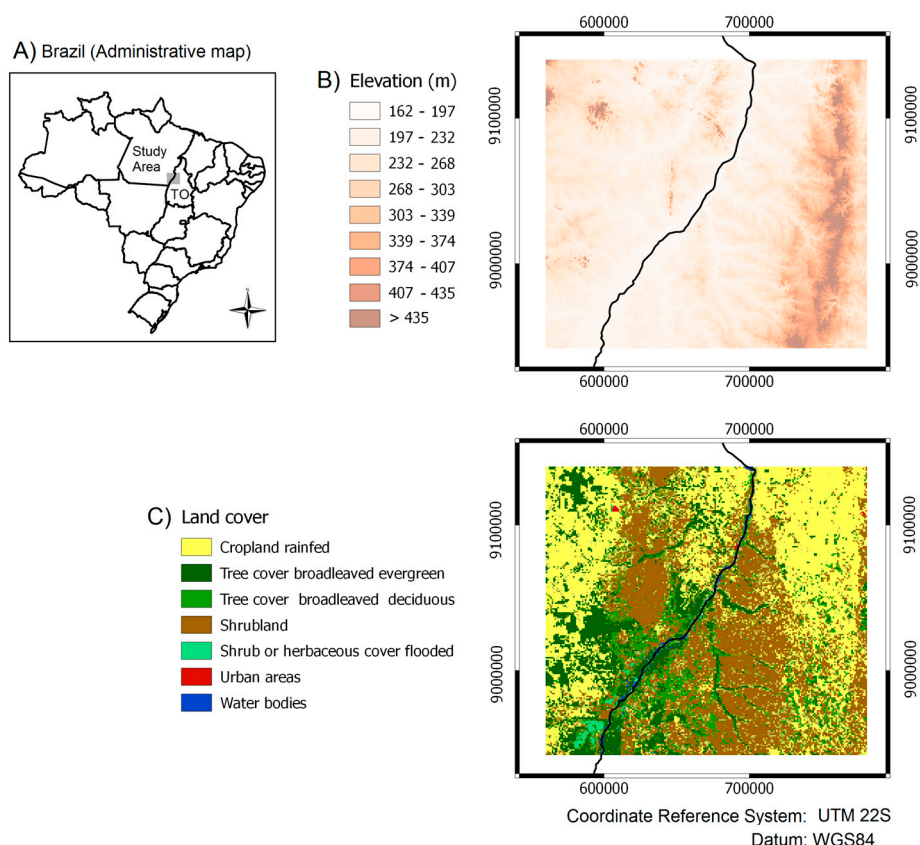 A) Brazil (Administrative map)
Study
Area
TO
B) Elevation (m)
162 - 197
197 - 232
232 - 268
268 - 303
303 - 339
339 - 374
374 - 407
407 - 435
> 435
600000 700000
9100000 9100000
9000000 9000000
600000 700000
C) Land cover
Cropland rainfed
Tree cover broadleaved evergreen
Tree cover broadleaved deciduous
Shrubland
Shrub or herbaceous cover flooded
Urban areas
Water bodies
600000 700000
9100000 9100000
9000000 9000000
600000 700000
Coordinate Reference System: UTM 22S
Datum: WGS84